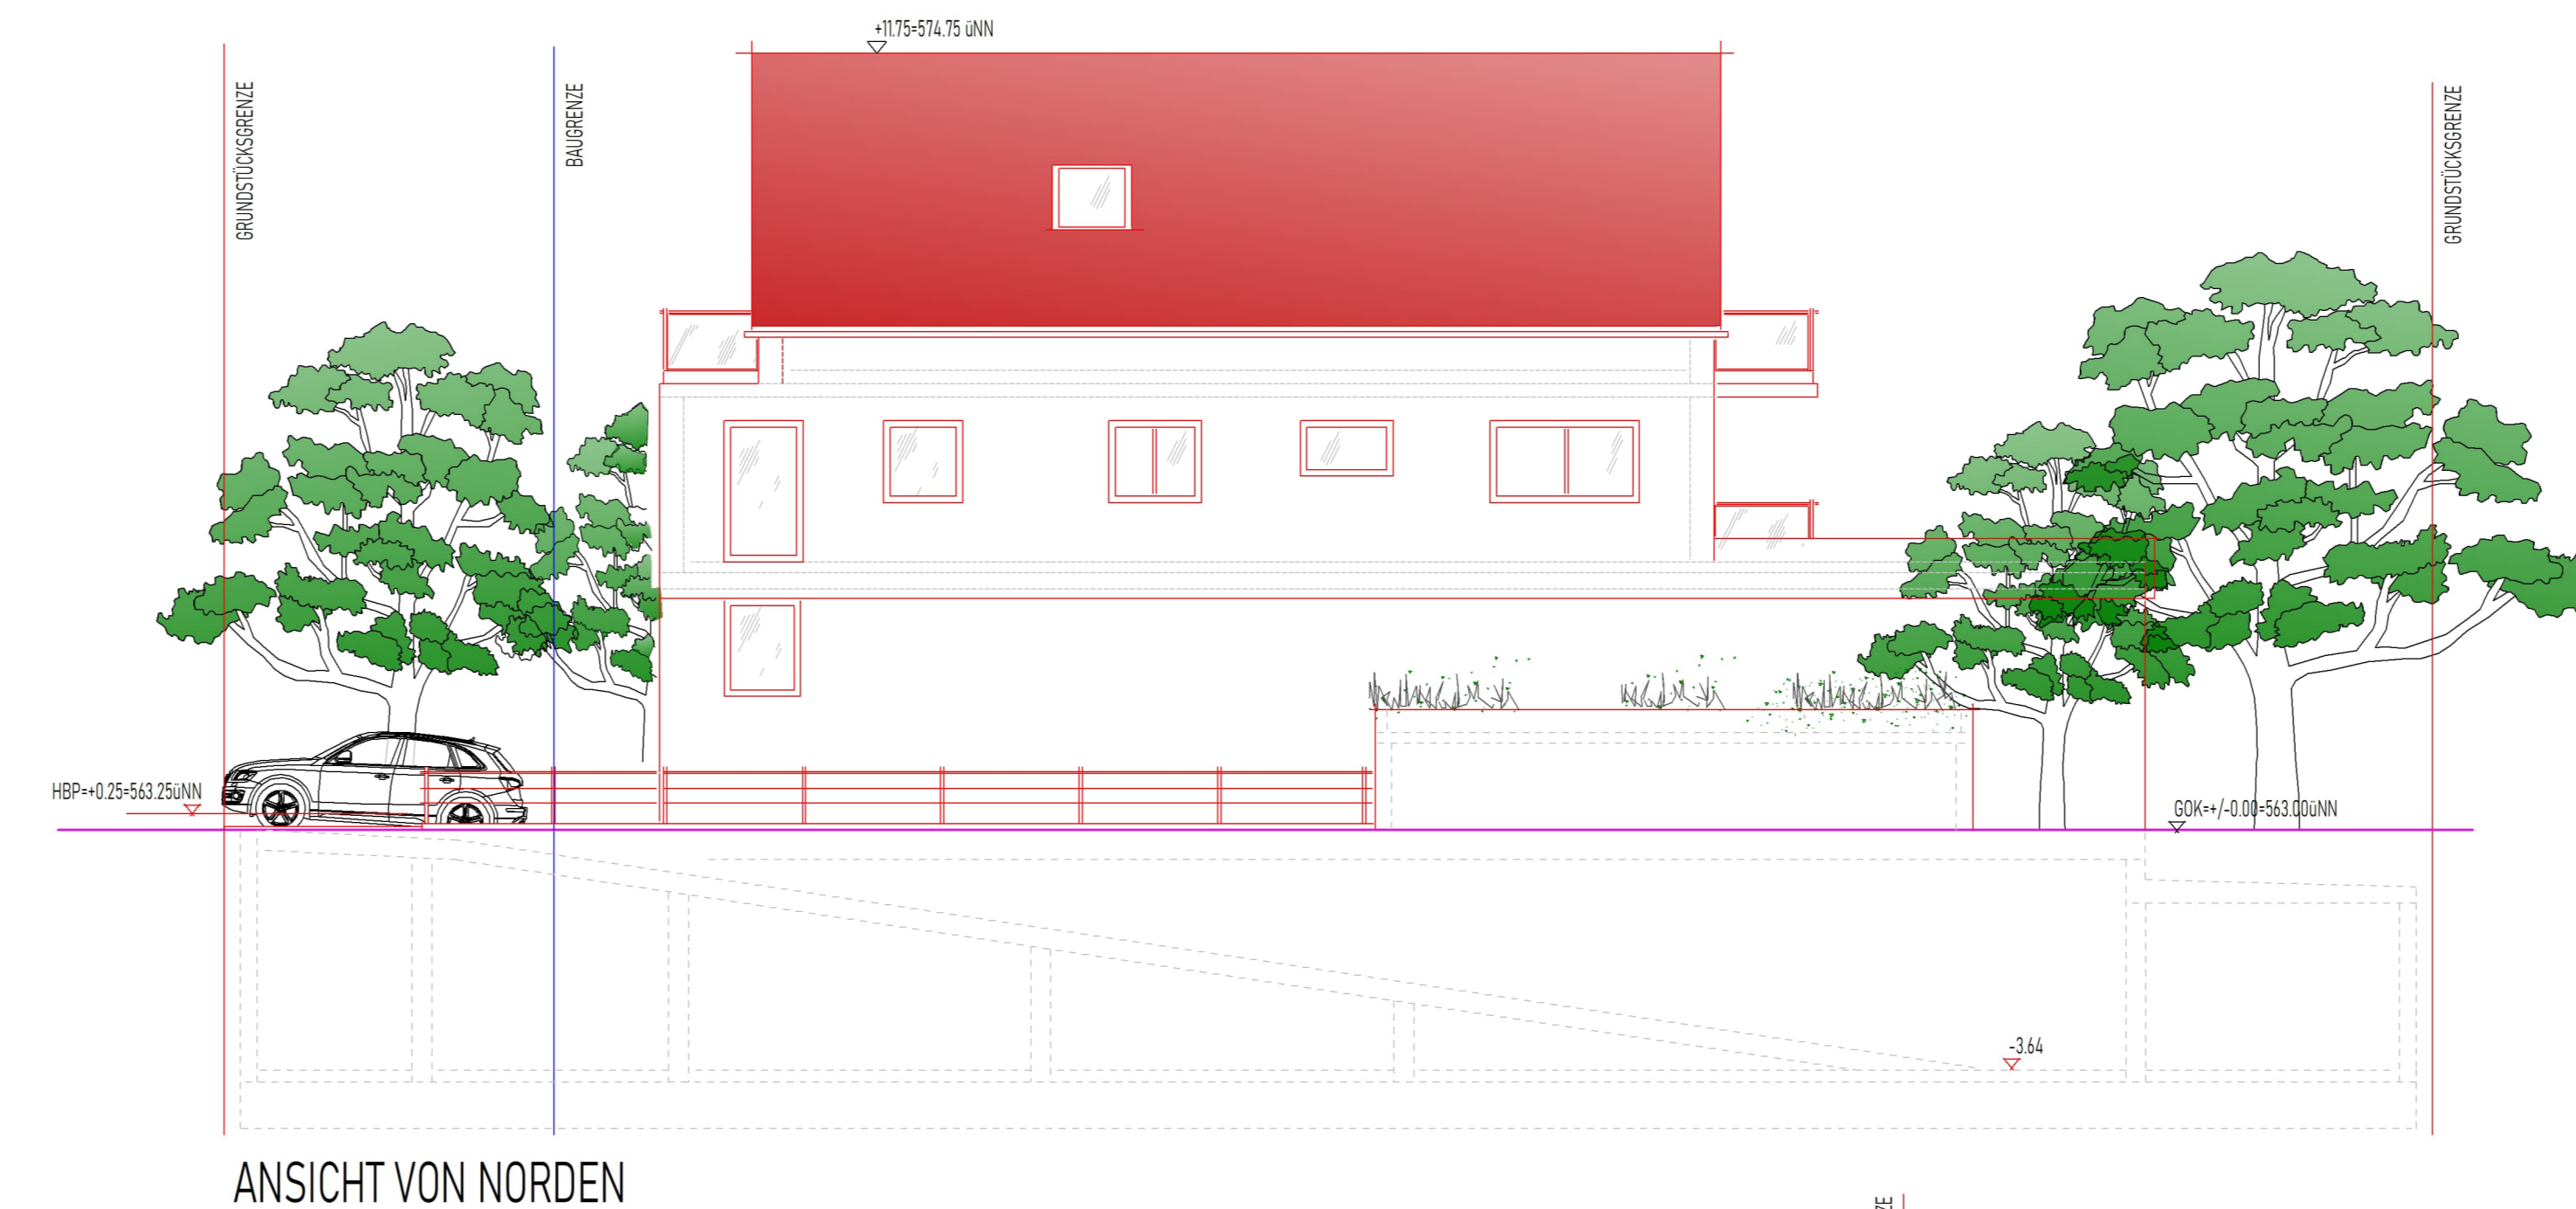 +11.75=574.75 üNN
GRUNDSTÜCKSGRENZE
BAUGRENZE
GRUNDSTÜCKSGRENZE
HBP=+0.25=563.25üNN
GOK=+/-0.00=563.00üNN
-3.64
ANSICHT VON NORDEN